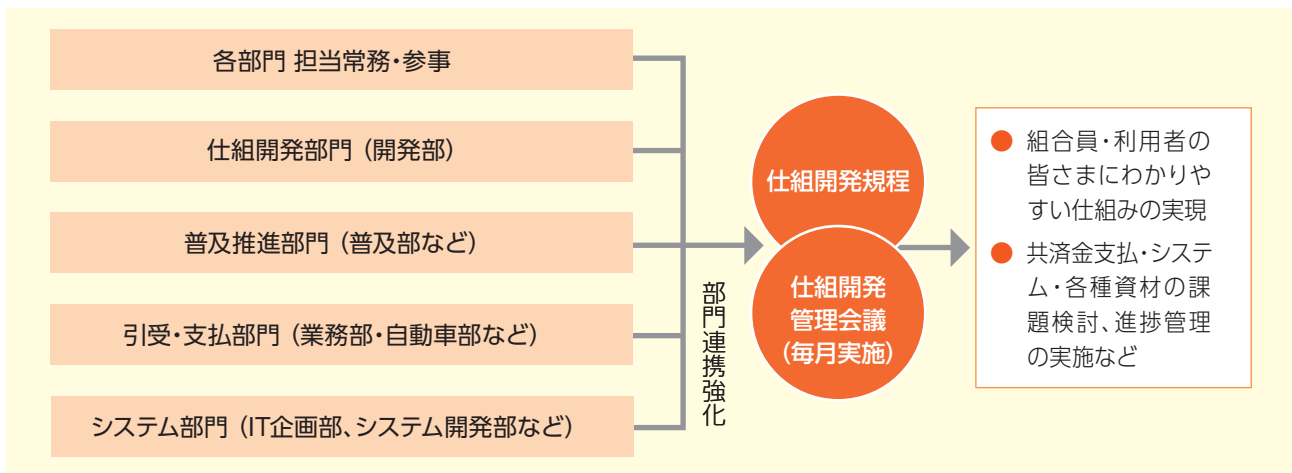 各部門 担当常務・参事
仕組開発部門（開発部）
普及推進部門（普及部など）
引受・支払部門（業務部・自動車部など）
システム部門（IT企画部、システム開発部など）
部門連携強化
仕組開発規程
仕組開発
管理会議
（毎月実施）
● 組合員・利用者の
皆さまにわかりや
すい仕組みの実現
● 共済金支払・システ
ム・各種資材の課
題検討、進捗管理
の実施など